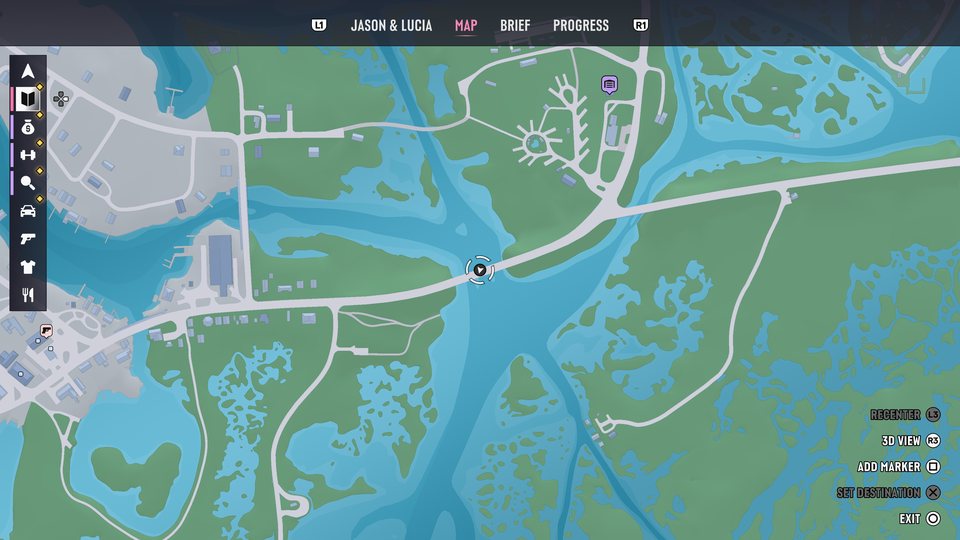 L1 JASON & LUCIA MAP BRIEF PROGRESS R1
$
RECENTER L3
3D VIEW R3
ADD MARKER
SET DESTINATION
EXIT